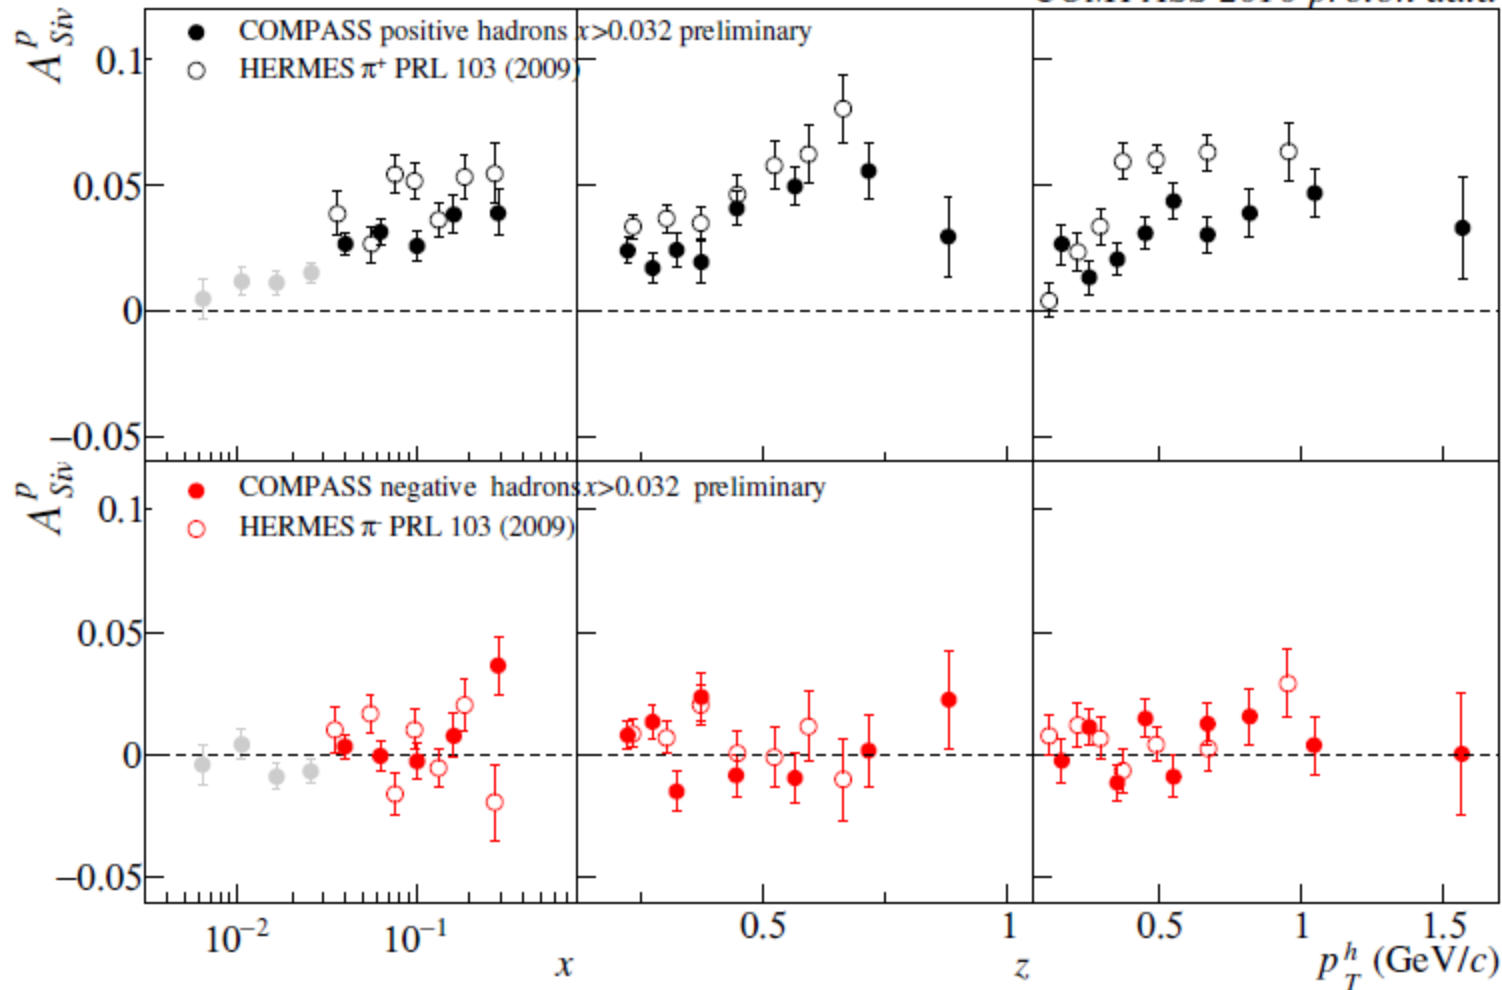 A^p_Siv
COMPASS positive hadrons x>0.032 preliminary
HERMES π⁺ PRL 103 (2009)
0.1
0.05
0
−0.05
A^p_Siv
COMPASS negative hadrons x>0.032 preliminary
HERMES π⁻ PRL 103 (2009)
0.1
0.05
0
−0.05
10⁻² 10⁻¹ 0.5 1 0.5 1 1.5
x z p_T^h (GeV/c)